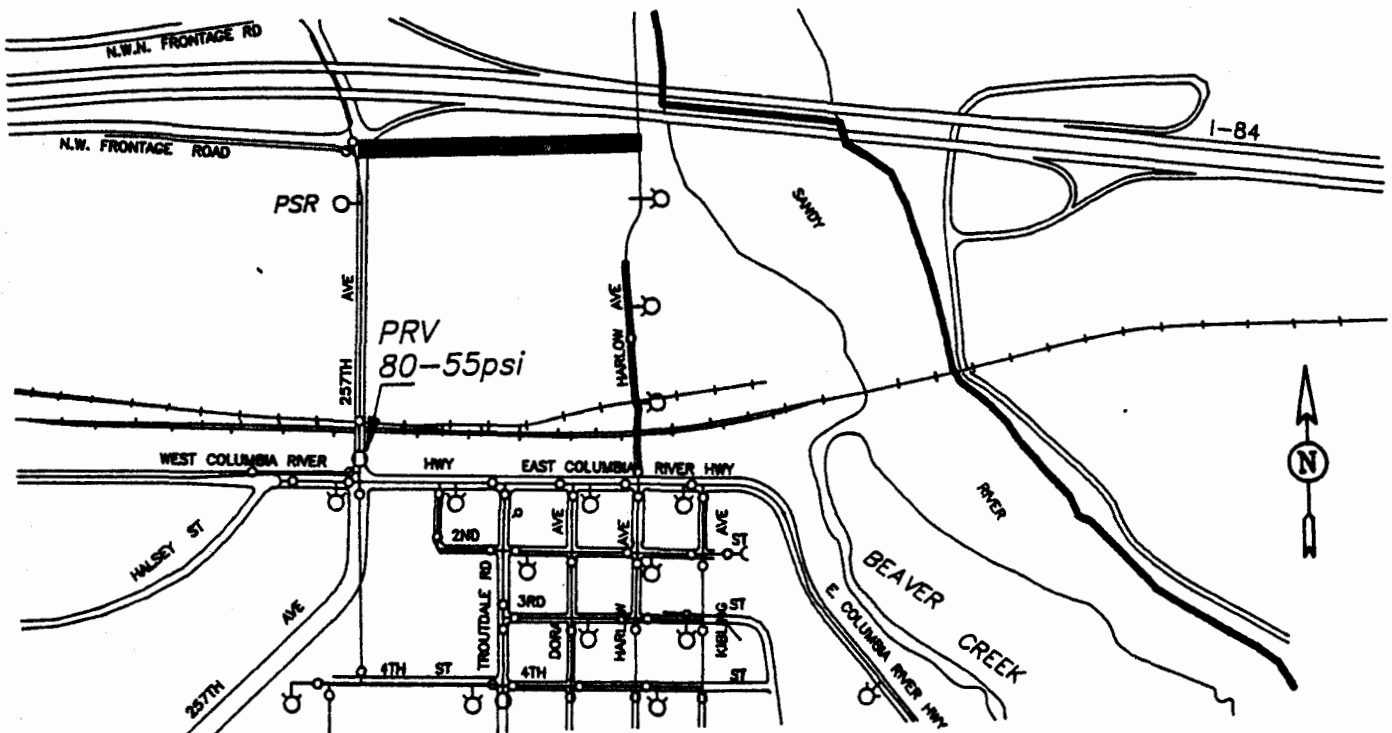 N.W.N. FRONTAGE RD
I-84
N.W. FRONTAGE ROAD
PSR
SANDY
AVE
HARLOW AVE
PRV
80-55psi
257TH
N
WEST COLUMBIA RIVER
HWY
EAST COLUMBIA RIVER HWY
RIVER
HALSEY ST
2ND
AVE
AVE
AVE
ST
BEAVER
CREEK
TROUTDALE RD
3RD
ST
DORA
HARLOW
KIBLING
E. COLUMBIA RIVER HWY
257TH AVE
4TH ST
4TH
ST